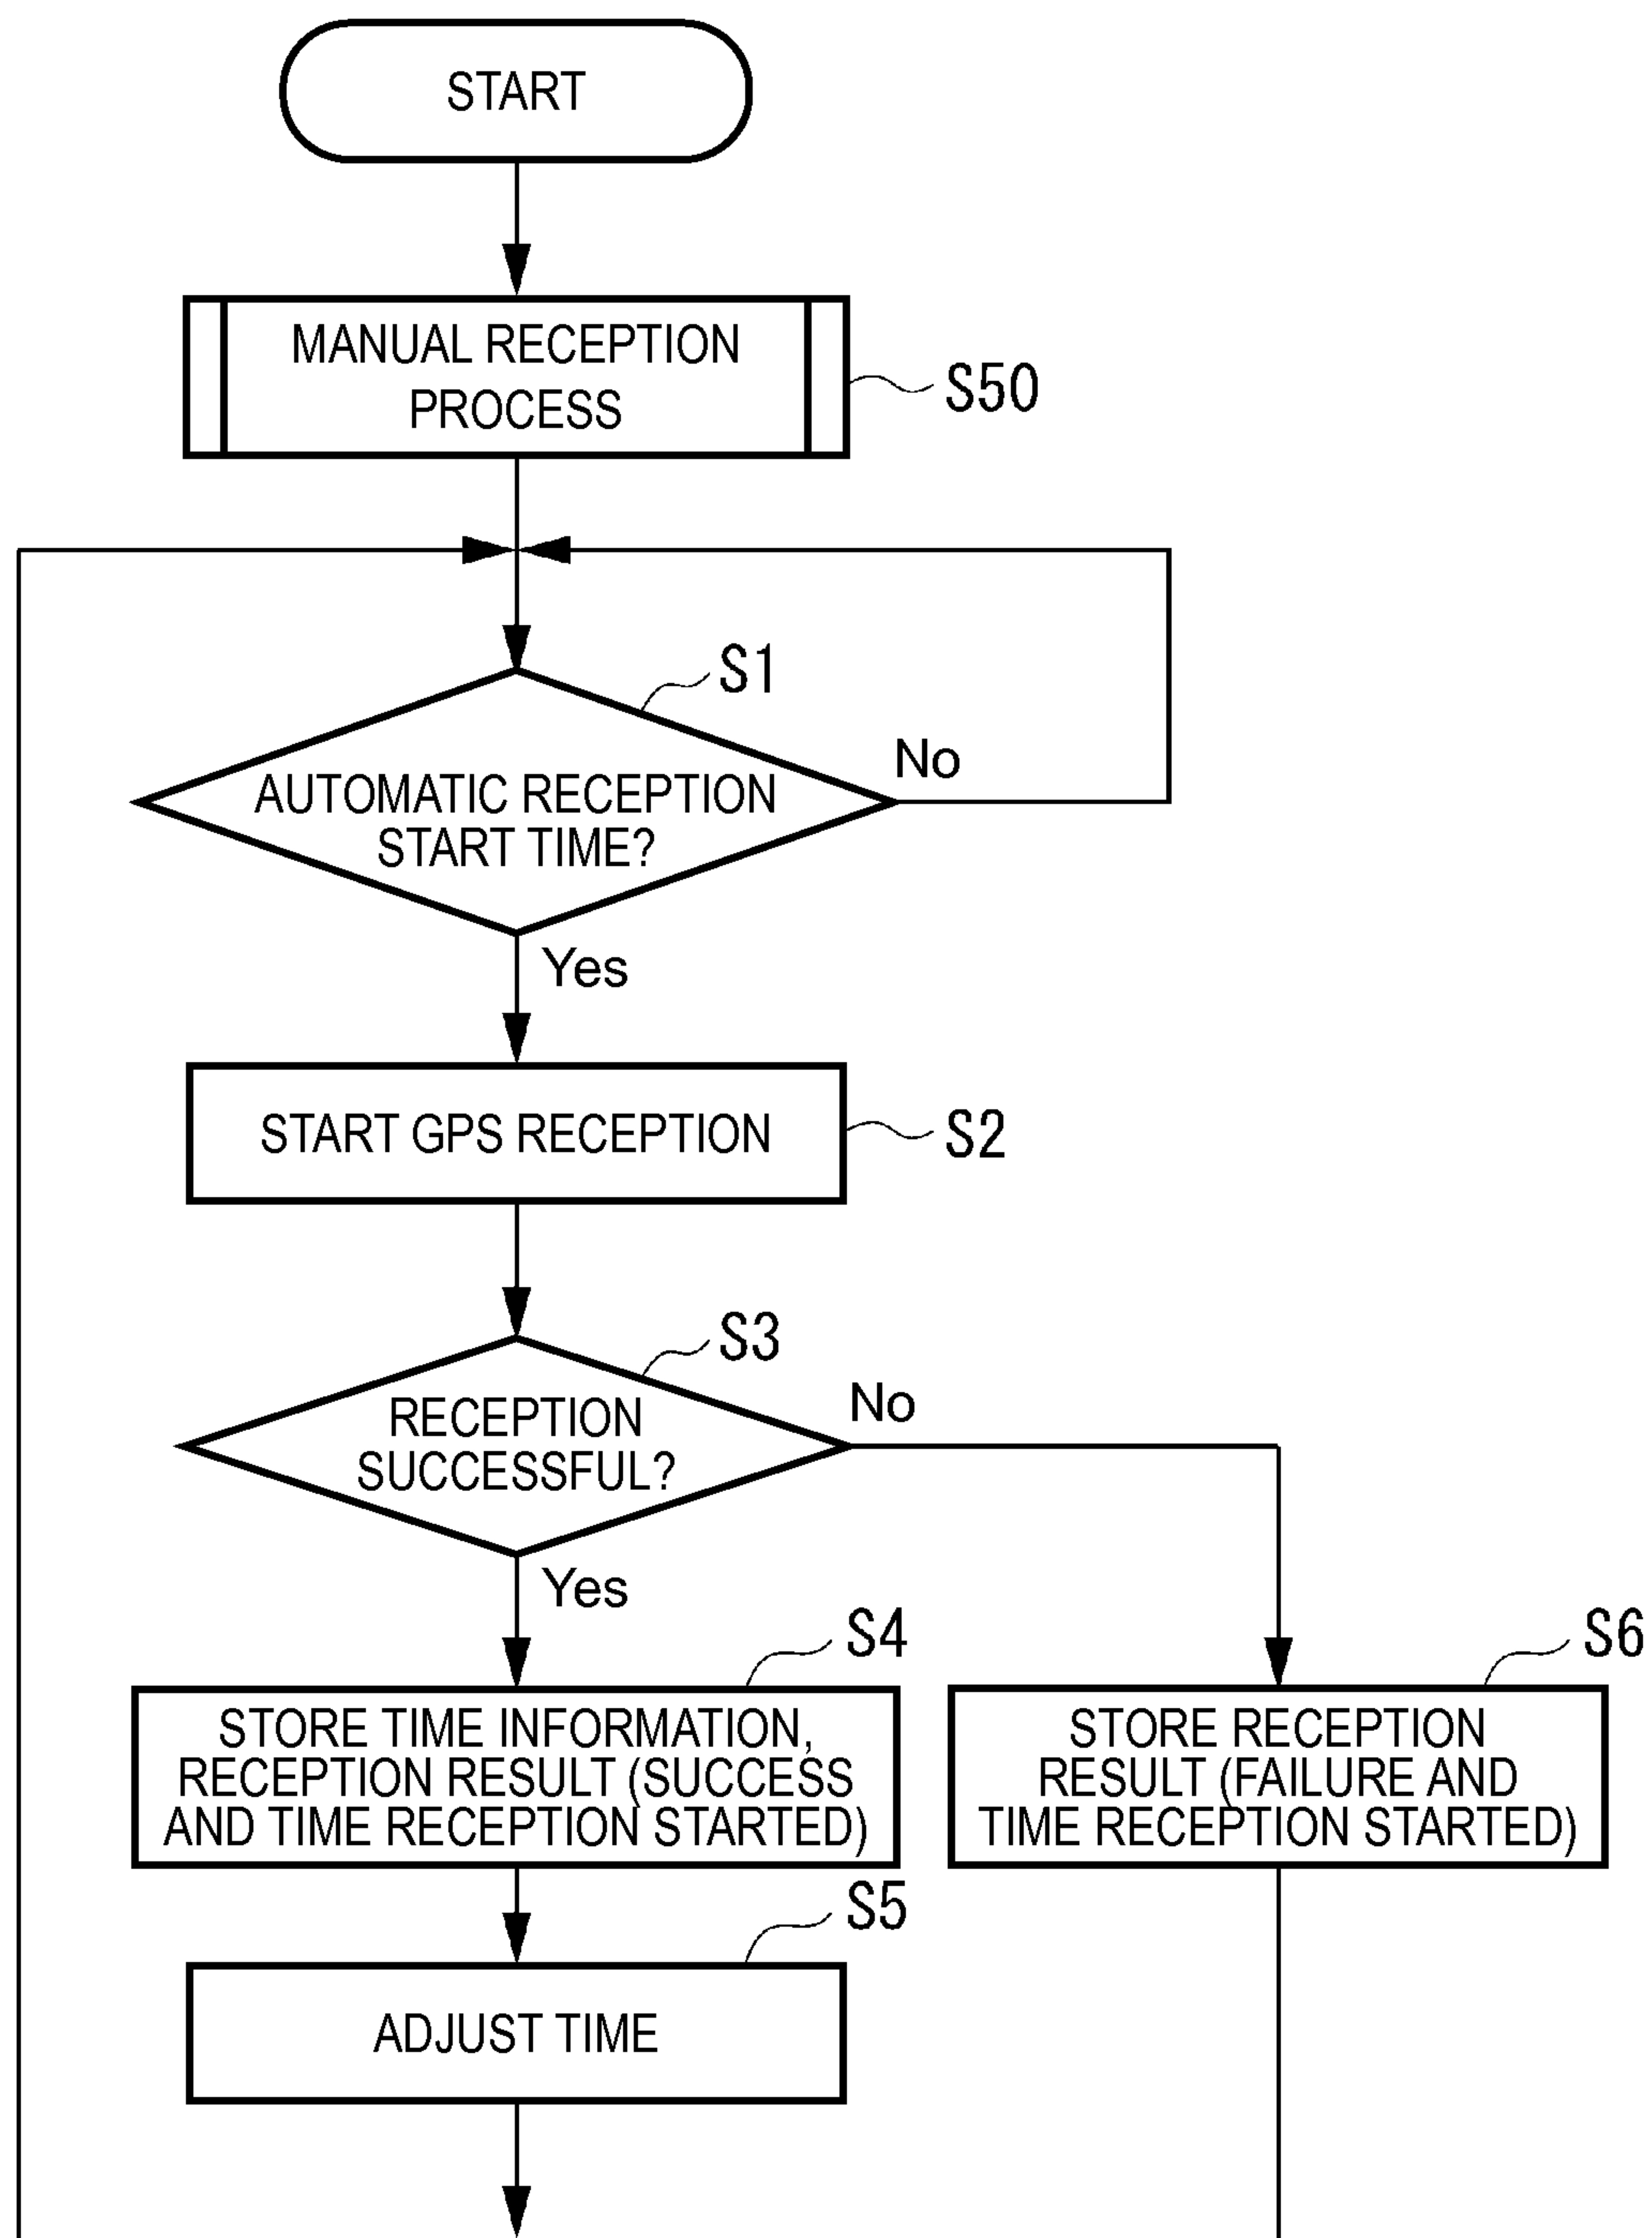 START
MANUAL RECEPTION
PROCESS
S50
S1
AUTOMATIC RECEPTION
START TIME?
No
Yes
START GPS RECEPTION
S2
S3
RECEPTION
SUCCESSFUL?
No
Yes
S4
STORE TIME INFORMATION,
RECEPTION RESULT (SUCCESS
AND TIME RECEPTION STARTED)
S6
STORE RECEPTION
RESULT (FAILURE AND
TIME RECEPTION STARTED)
S5
ADJUST TIME